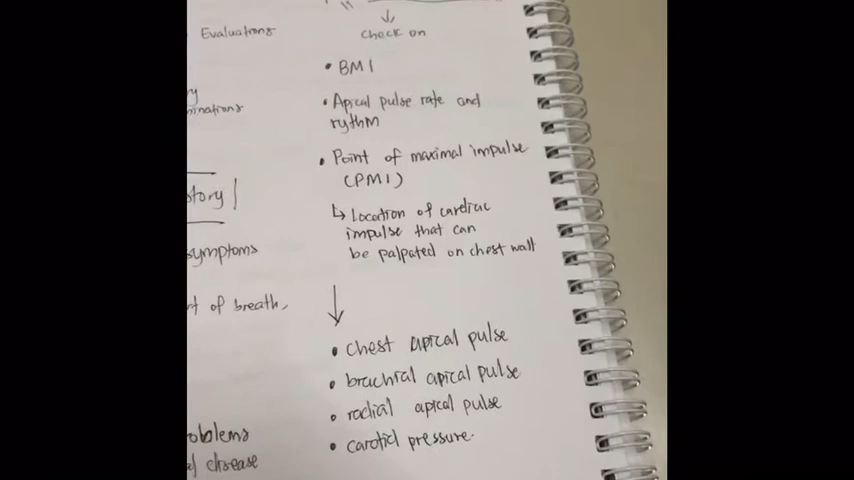 Evaluations
check on
• BMI
• Apical pulse rate and
rythm
• Point of maximal impulse
(PMI)
↳ Location of cardiac
impulse that can
be palpated on chest wall
symptoms
of breath.
• chest apical pulse
• brachial apical pulse
• radial apical pulse
• carotid pressure.
disease